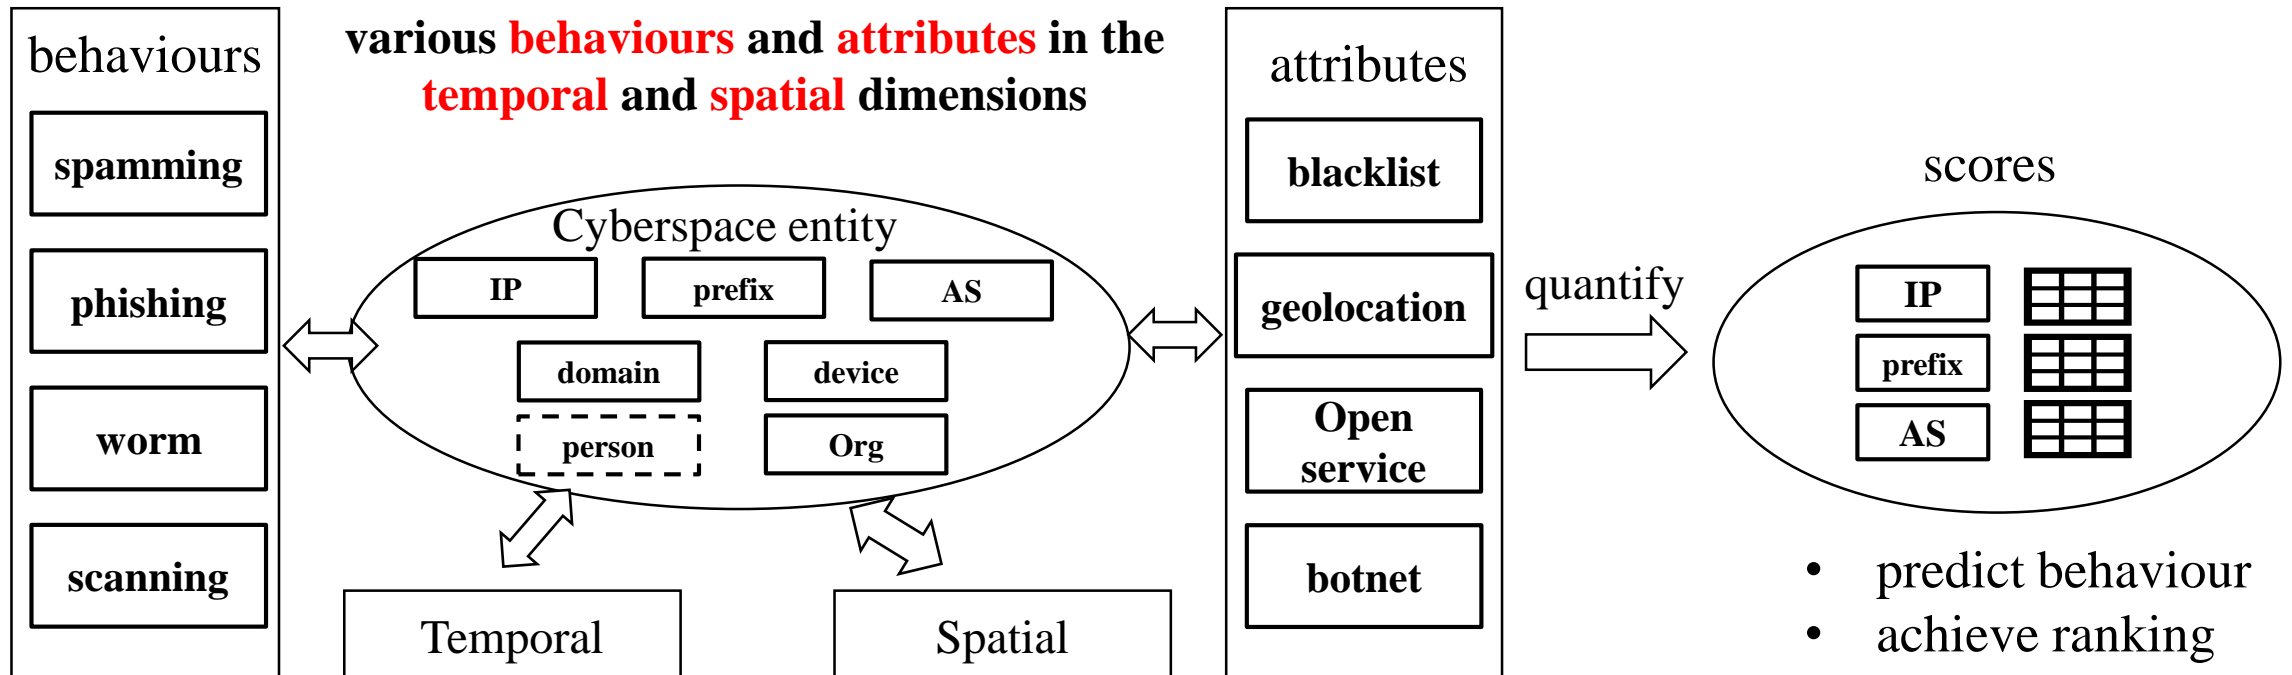 behaviours
spamming
phishing
worm
scanning
various behaviours and attributes in the
temporal and spatial dimensions
Cyberspace entity
IP
prefix
AS
domain
device
person
Org
Temporal
Spatial
attributes
blacklist
geolocation
Open
service
botnet
quantify
scores
IP
prefix
AS
• predict behaviour
• achieve ranking